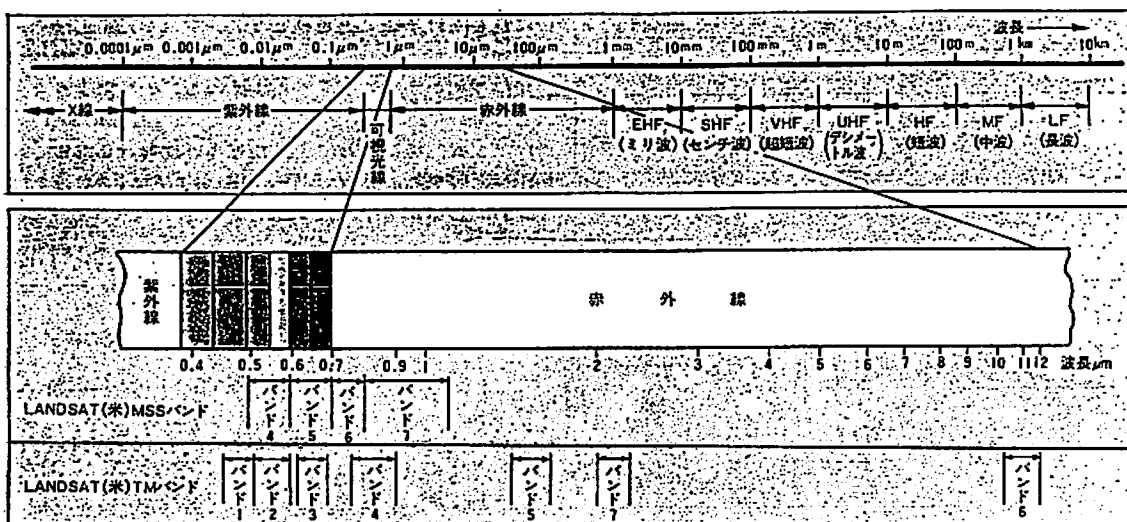 波長
0.0001μm 0.001μm 0.01μm 0.1μm 1μm 10μm 100μm 1mm 10mm 100mm 1m 10m 100m 1km 10km
X線 紫外線 可視光線 赤外線 EHF (ミリ波) SHF (センチ波) VHF (超短波) UHF (デシメートル波) HF (短波) MF (中波) LF (長波)
紫外線 赤外線
0.4 0.5 0.6 0.7 0.9 1 2 3 4 5 6 7 8 9 10 11 12 波長μm
LANDSAT(米)MSSバンド バンド4 バンド5 バンド6 バンド7
LANDSAT(米)TMバンド バンド1 バンド2 バンド3 バンド4 バンド5 バンド7 バンド6